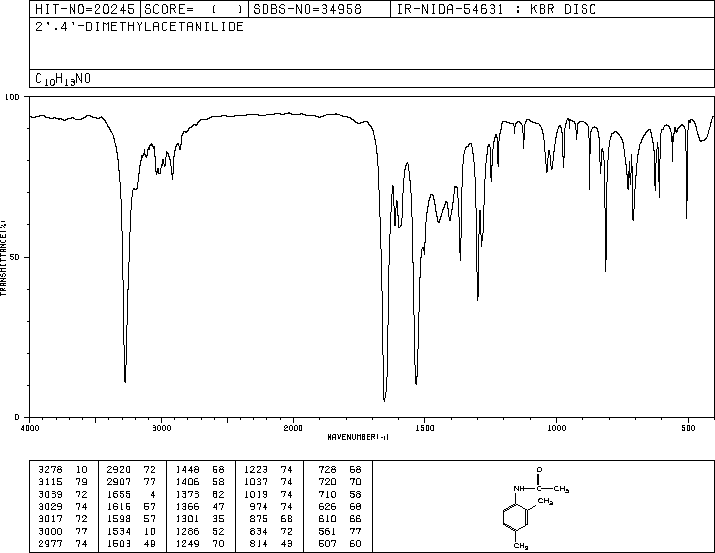 HIT-NO=20245 SCORE= ( ) SDBS-NO=34958 IR-NIDA-54631 : KBR DISC
2'.4'-DIMETHYLACETANILIDE
C10H13NO
100
50
0
TRANSMITTANCE(%)
4000 3000 2000 1500 1000 500
WAVENUMBER(-1)
3278 10 2920 72 1448 58 1223 74 728 68
3115 79 2907 77 1406 58 1037 74 720 70
3039 72 1655 4 1373 62 1019 74 710 58
3029 74 1616 57 1366 47 974 74 626 68
3017 72 1598 57 1301 35 875 68 610 66
3000 77 1534 10 1286 52 834 72 561 77
2977 74 1503 49 1249 70 814 43 507 60
O
NH C CH3
CH3
CH3